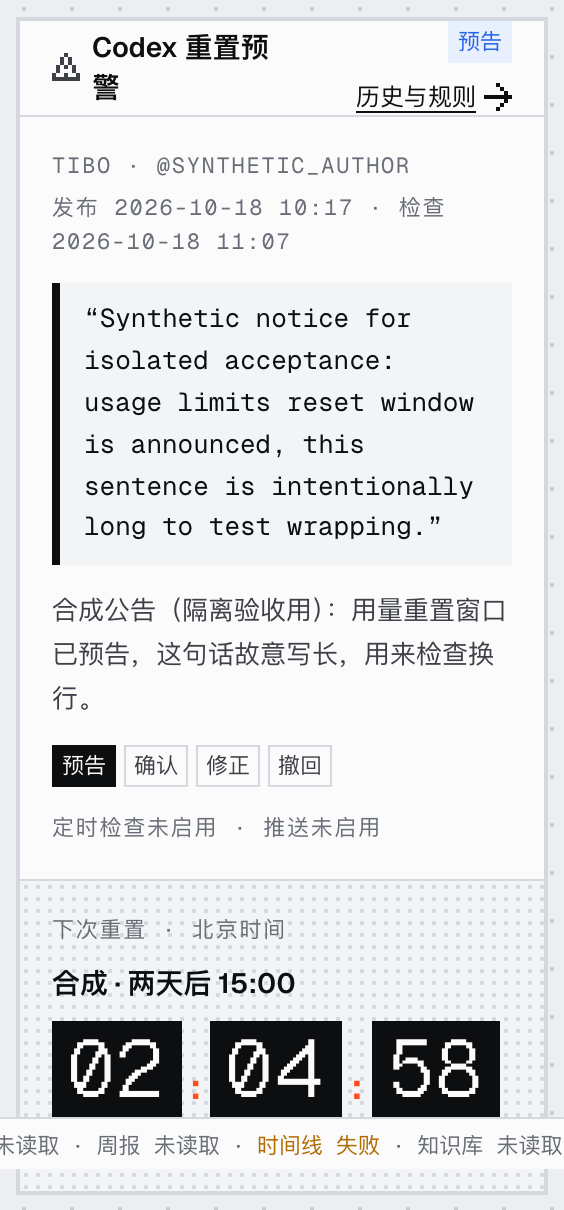 Codex 重置预
警
预告
历史与规则
TIBO · @SYNTHETIC_AUTHOR
发布 2026-10-18 10:17 · 检查
2026-10-18 11:07
“Synthetic notice for
isolated acceptance:
usage limits reset window
is announced, this
sentence is intentionally
long to test wrapping.”
合成公告（隔离验收用）：用量重置窗口
已预告，这句话故意写长，用来检查换
行。
预告 确认 修正 撤回
定时检查未启用 · 推送未启用
下次重置 · 北京时间
合成 · 两天后 15:00
02 : 04 : 58
未读取 · 周报 未读取 · 时间线 失败 · 知识库 未读取